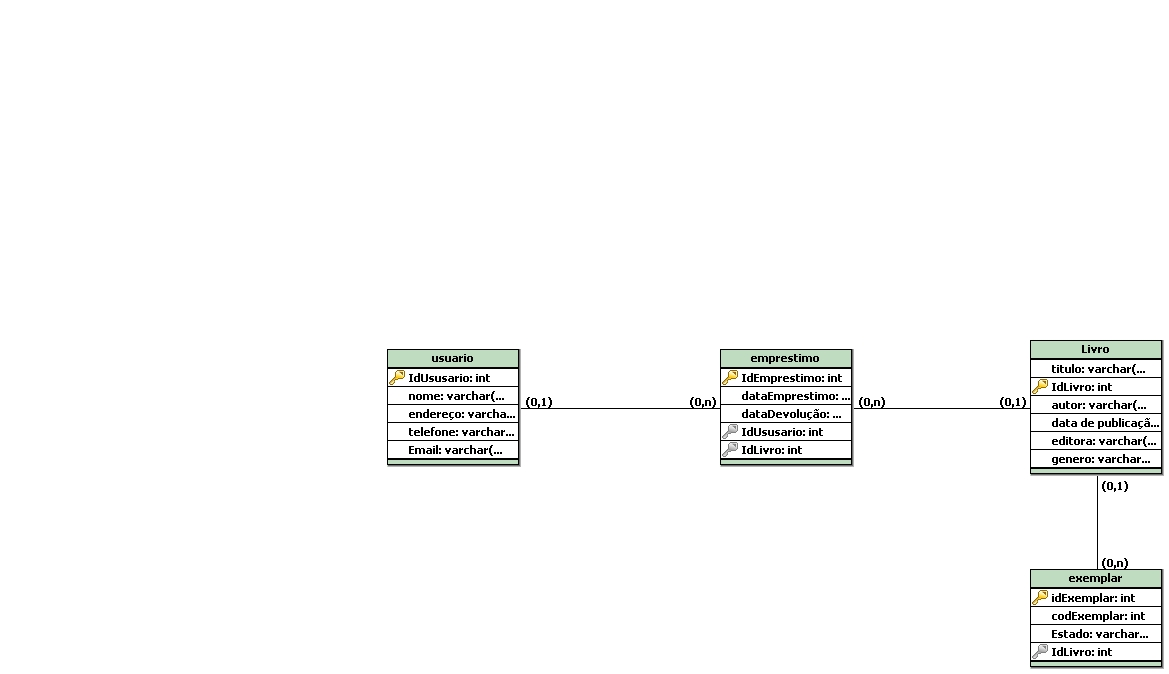 usuario
IdUsusario: int
nome: varchar(...
endereço: varcha...
telefone: varchar...
Email: varchar(...
(0,1)
(0,n)
emprestimo
IdEmprestimo: int
dataEmprestimo: ...
dataDevolução: ...
IdUsusario: int
IdLivro: int
(0,n)
(0,1)
Livro
titulo: varchar(...
IdLivro: int
autor: varchar(...
data de publicaçã...
editora: varchar(...
genero: varchar...
(0,1)
(0,n)
exemplar
idExemplar: int
codExemplar: int
Estado: varchar...
IdLivro: int